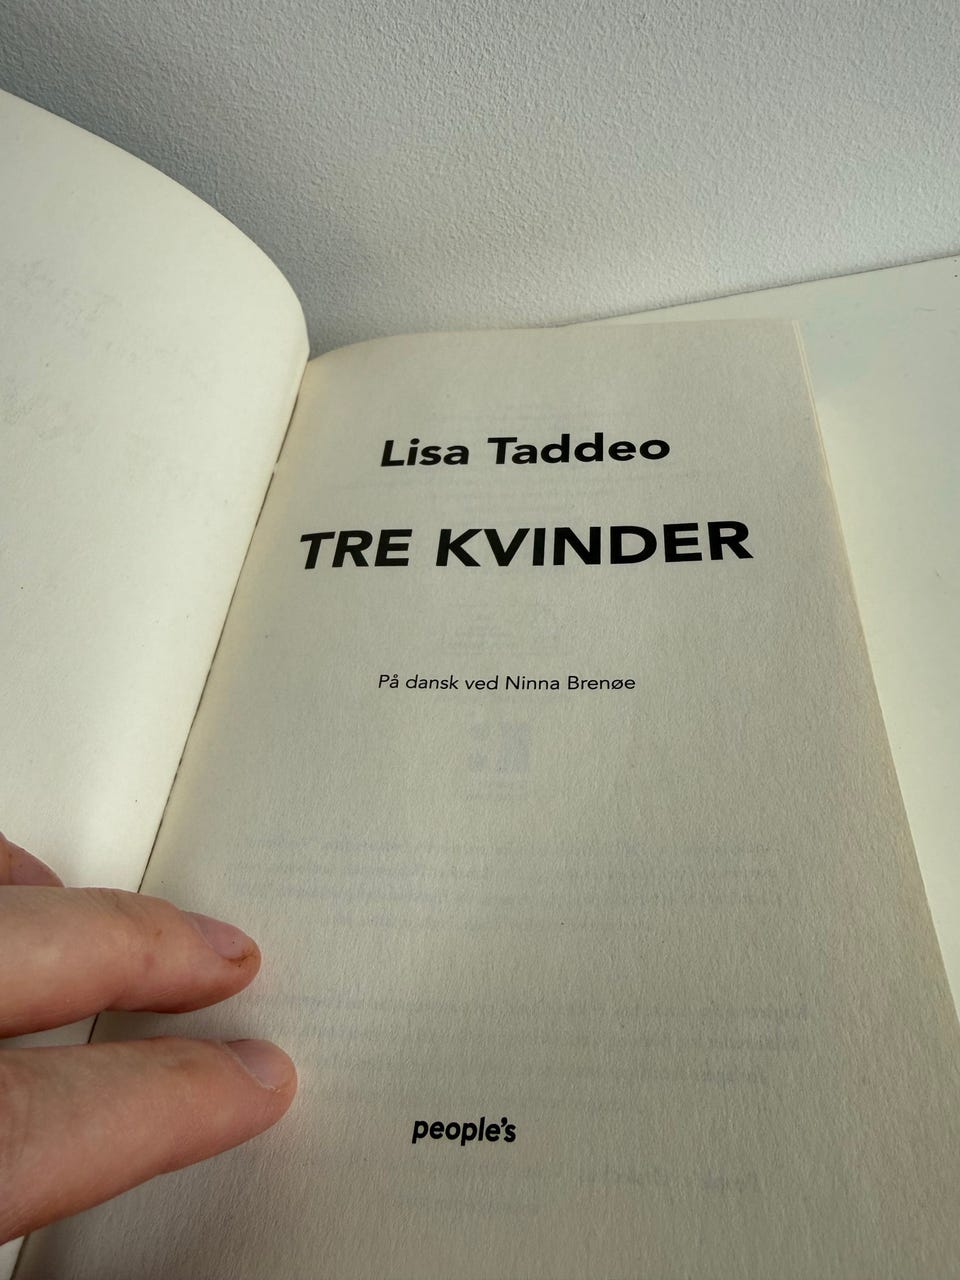 Lisa Taddeo
TRE KVINDER
På dansk ved Ninna Brenøe
people's